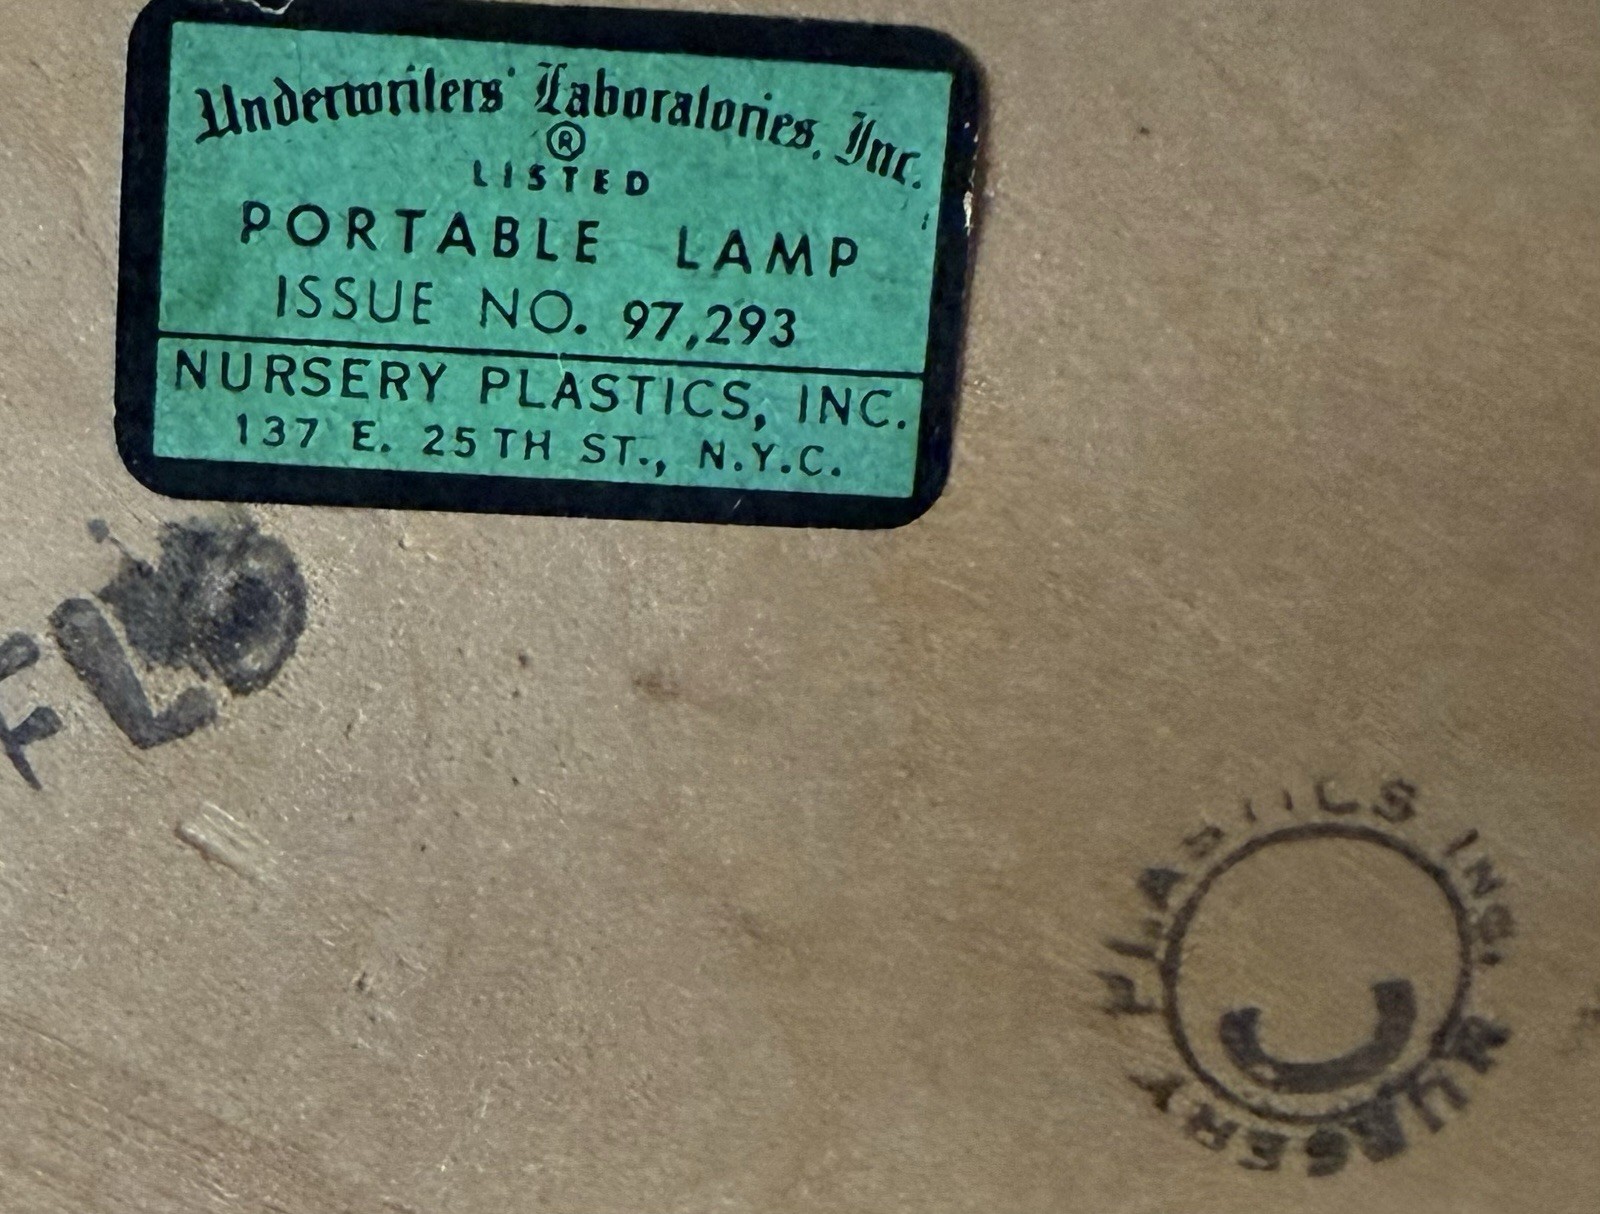 Underwriters' Laboratories, Inc.
®
LISTED
PORTABLE LAMP
ISSUE NO. 97,293
NURSERY PLASTICS, INC.
137 E. 25TH ST., N.Y.C.
FLO
NURSERY PLASTICS INC.